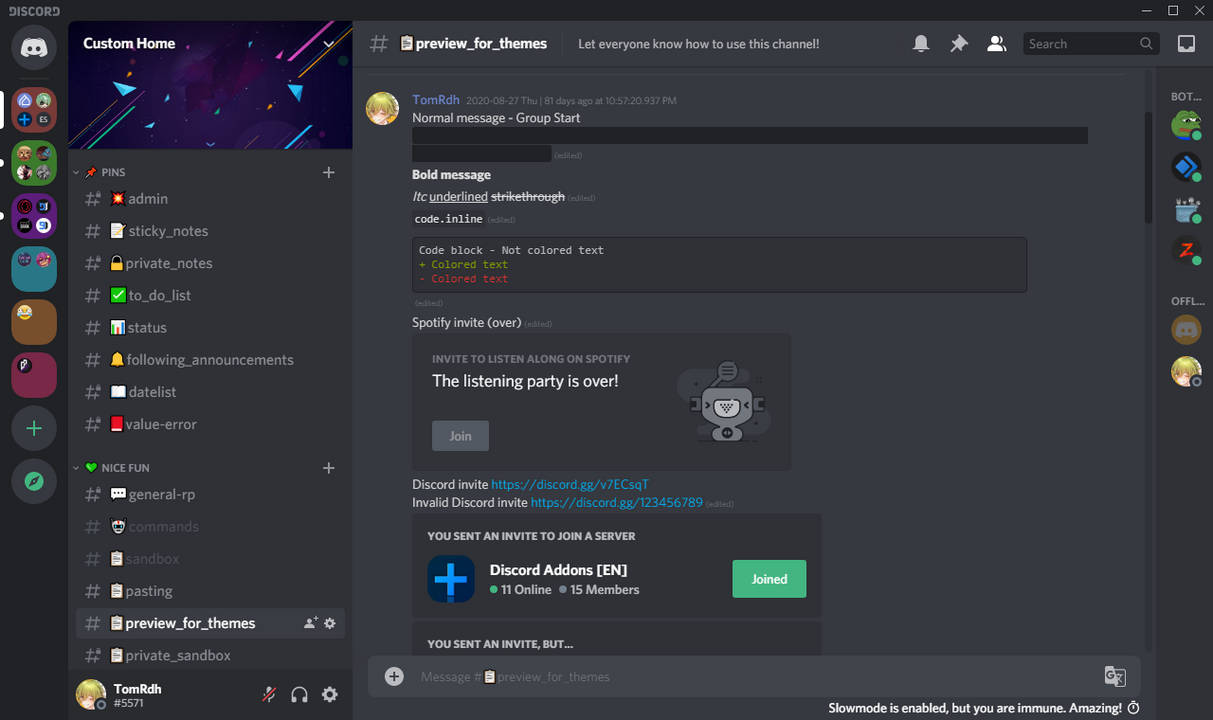 DISCORD
Custom Home
PINS
admin
sticky_notes
private_notes
to_do_list
status
following_announcements
datelist
value-error
NICE FUN
general-rp
commands
sandbox
pasting
preview_for_themes
private_sandbox
TomRdh
#5571
preview_for_themes
Let everyone know how to use this channel!
Search
TomRdh 2020-08-27 Thu | 81 days ago at 10:57:20.937 PM
Normal message - Group Start
(edited)
Bold message
Itc underlined strikethrough (edited)
code.inline (edited)
Code block - Not colored text
+ Colored text
- Colored text
(edited)
Spotify invite (over) (edited)
INVITE TO LISTEN ALONG ON SPOTIFY
The listening party is over!
Join
Discord invite https://discord.gg/v7ECsqT
Invalid Discord invite https://discord.gg/123456789 (edited)
YOU SENT AN INVITE TO JOIN A SERVER
Discord Addons [EN]
11 Online 15 Members
Joined
YOU SENT AN INVITE, BUT...
Message #preview_for_themes
Slowmode is enabled, but you are immune. Amazing!
BOT...
OFFL...
ES